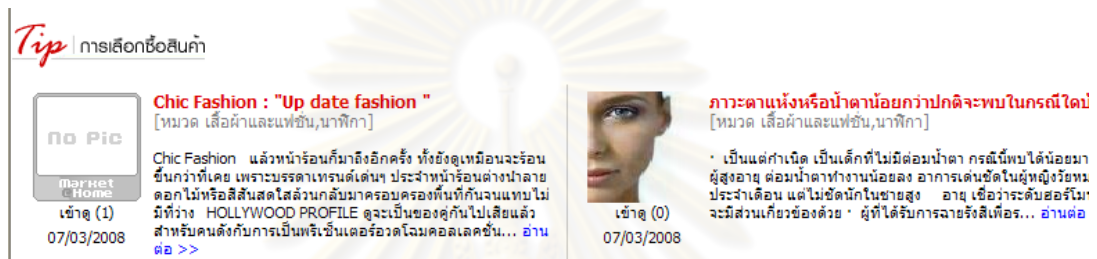 Tip การเลือกซื้อสินค้า
Chic Fashion : "Up date fashion "
[หมวด เสื้อผ้าและแฟชั่น,นาฬิกา]
No Pic
Market
@Home
เข้าดู (1)
07/03/2008
Chic Fashion แล้วหน้าร้อนก็มาถึงอีกครั้ง ทั้งยังดูเหมือนจะร้อน
ขึ้นกว่าที่เคย เพราะบรรดาเทรนด์เด่นๆ ประจำหน้าร้อนต่างนำลาย
ดอกไม้หรือสีสันสดใสล้วนกลับมาครอบครองพื้นที่กันจนแทบไม่
มีที่ว่าง HOLLYWOOD PROFILE ดูจะเป็นของคู่กันไปเสียแล้ว
สำหรับคนดังกับการเป็นพรีเซ็นเตอร์อวดโฉมคอลเลคชั่น... อ่าน
ต่อ >>
ภาวะตาแห้งหรือน้ำตาน้อยกว่าปกติจะพบในกรณีใด
[หมวด เสื้อผ้าและแฟชั่น,นาฬิกา]
เข้าดู (0)
07/03/2008
· เป็นแต่กำเนิด เป็นเด็กที่ไม่มีต่อมน้ำตา กรณีนี้พบได้น้อยมา
ผู้สูงอายุ ต่อมน้ำตาทำงานน้อยลง อาการเด่นชัดในผู้หญิงวัยหม
ประจำเดือน แต่ไม่ชัดนักในชายสูง อายุ เชื่อว่าระดับฮอร์โม
จะมีส่วนเกี่ยวข้องด้วย · ผู้ที่ได้รับการฉายรังสีเพื่อร... อ่านต่อ